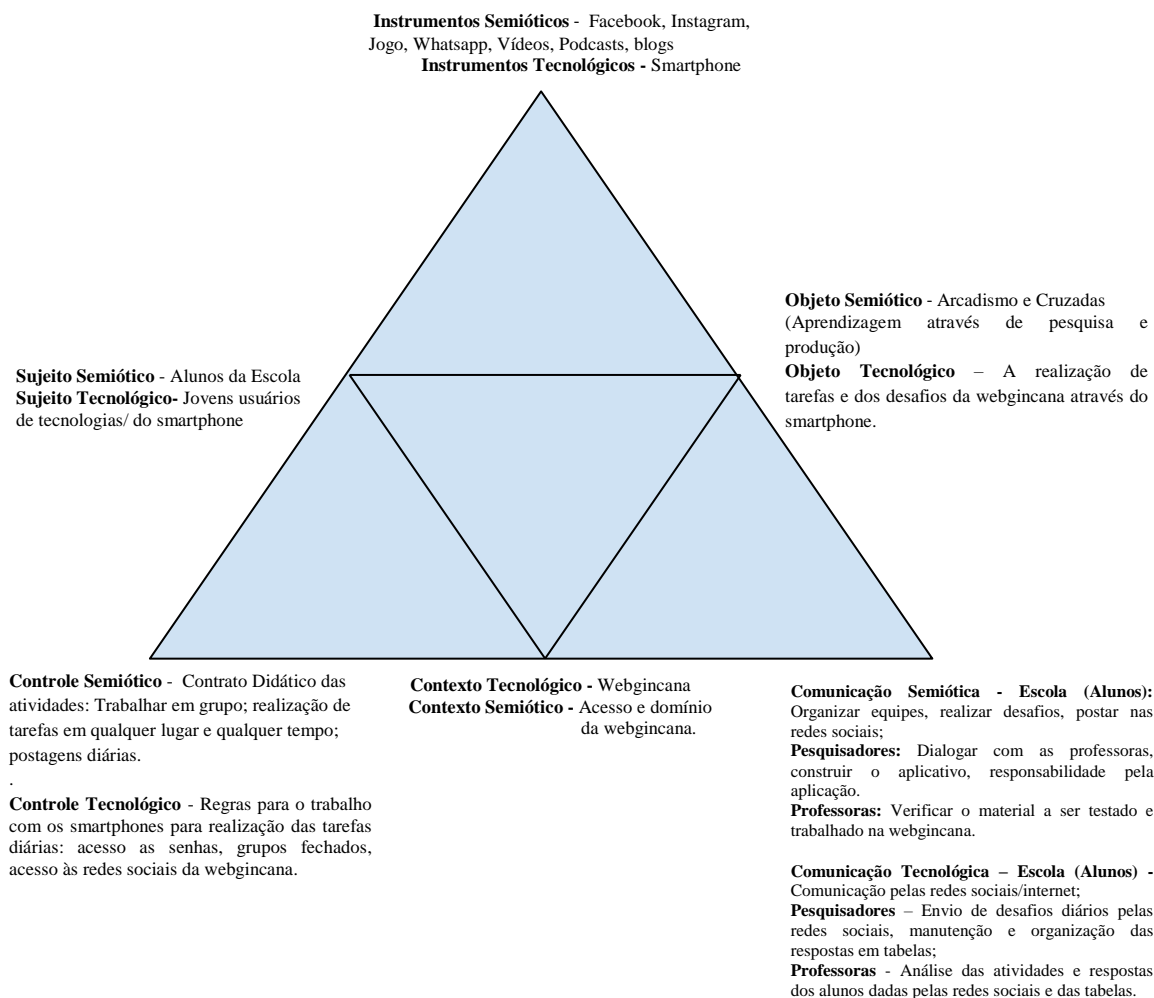 Instrumentos Semióticos - Facebook, Instagram,
Jogo, Whatsapp, Vídeos, Podcasts, blogs
Instrumentos Tecnológicos - Smartphone
Sujeito Semiótico - Alunos da Escola
Sujeito Tecnológico- Jovens usuários
de tecnologias/ do smartphone
Objeto Semiótico - Arcadismo e Cruzadas
(Aprendizagem através de pesquisa e
produção)
Objeto Tecnológico – A realização de
tarefas e dos desafios da webgincana através do
smartphone.
Controle Semiótico - Contrato Didático das
atividades: Trabalhar em grupo; realização de
tarefas em qualquer lugar e qualquer tempo;
postagens diárias.
.
Controle Tecnológico - Regras para o trabalho
com os smartphones para realização das tarefas
diárias: acesso as senhas, grupos fechados,
acesso às redes sociais da webgincana.
Contexto Tecnológico - Webgincana
Contexto Semiótico - Acesso e domínio
da webgincana.
Comunicação Semiótica - Escola (Alunos):
Organizar equipes, realizar desafios, postar nas
redes sociais;
Pesquisadores: Dialogar com as professoras,
construir o aplicativo, responsabilidade pela
aplicação.
Professoras: Verificar o material a ser testado e
trabalhado na webgincana.
Comunicação Tecnológica – Escola (Alunos) -
Comunicação pelas redes sociais/internet;
Pesquisadores – Envio de desafios diários pelas
redes sociais, manutenção e organização das
respostas em tabelas;
Professoras - Análise das atividades e respostas
dos alunos dadas pelas redes sociais e das tabelas.